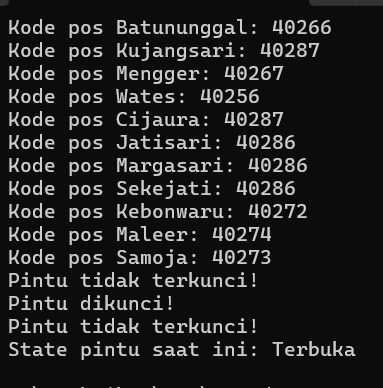 Kode pos Batununggal: 40266
Kode pos Kujangsari: 40287
Kode pos Mengger: 40267
Kode pos Wates: 40256
Kode pos Cijaura: 40287
Kode pos Jatisari: 40286
Kode pos Margasari: 40286
Kode pos Sekejati: 40286
Kode pos Kebonwaru: 40272
Kode pos Maleer: 40274
Kode pos Samoja: 40273
Pintu tidak terkunci!
Pintu dikunci!
Pintu tidak terkunci!
State pintu saat ini: Terbuka